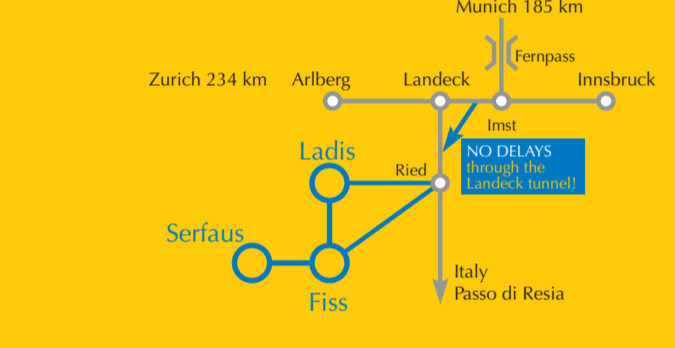 Munich 185 km
Fernpass
Zurich 234 km Arlberg Landeck Innsbruck
Imst
NO DELAYS
through the
Landeck tunnel!
Ladis
Ried
Serfaus
Fiss
Italy
Passo di Resia